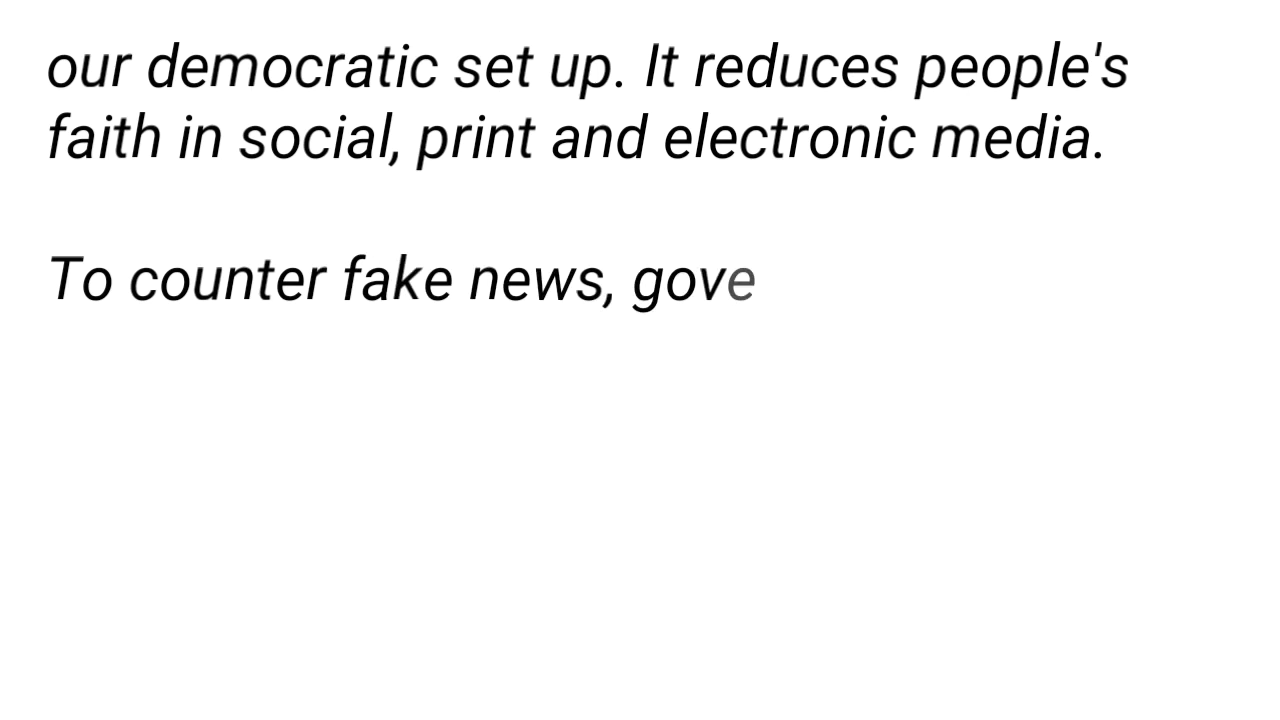 our democratic set up. It reduces people's
faith in social, print and electronic media.
To counter fake news, gove